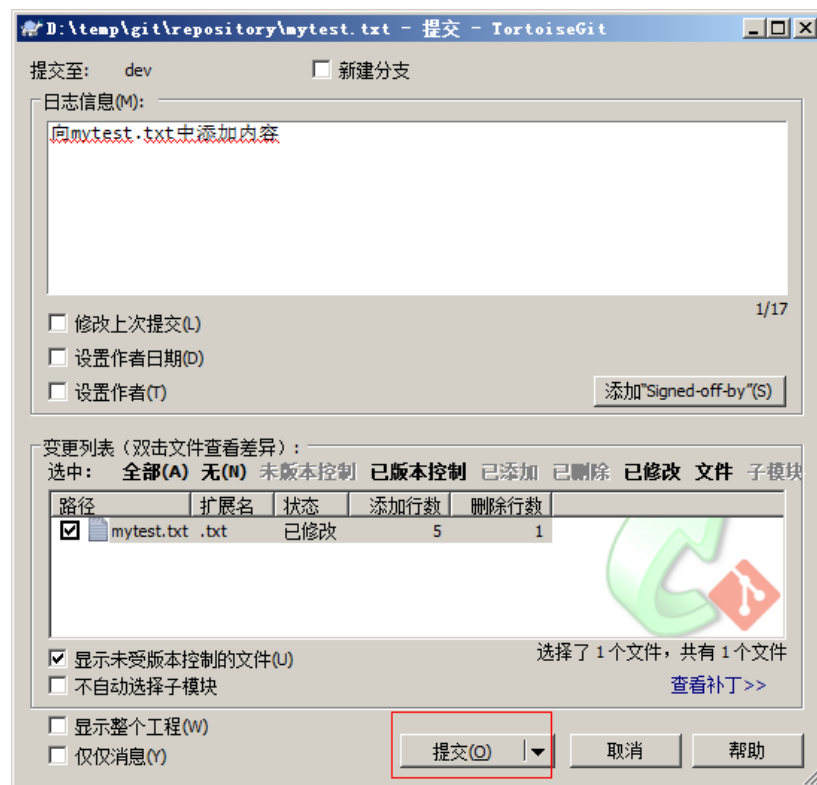 D:\temp\git\repository\mytest.txt - 提交 - TortoiseGit
提交至: dev 新建分支
日志信息(M):
向mytest.txt中添加内容
1/17
修改上次提交(L)
设置作者日期(D)
设置作者(T) 添加"Signed-off-by"(S)
变更列表（双击文件查看差异）:
选中: 全部(A) 无(N) 未版本控制 已版本控制 已添加 已删除 已修改 文件 子模块
路径 扩展名 状态 添加行数 删除行数
mytest.txt .txt 已修改 5 1
显示未受版本控制的文件(U) 选择了 1 个文件，共有 1 个文件
不自动选择子模块 查看补丁>>
显示整个工程(W)
仅仅消息(Y) 提交(O) 取消 帮助